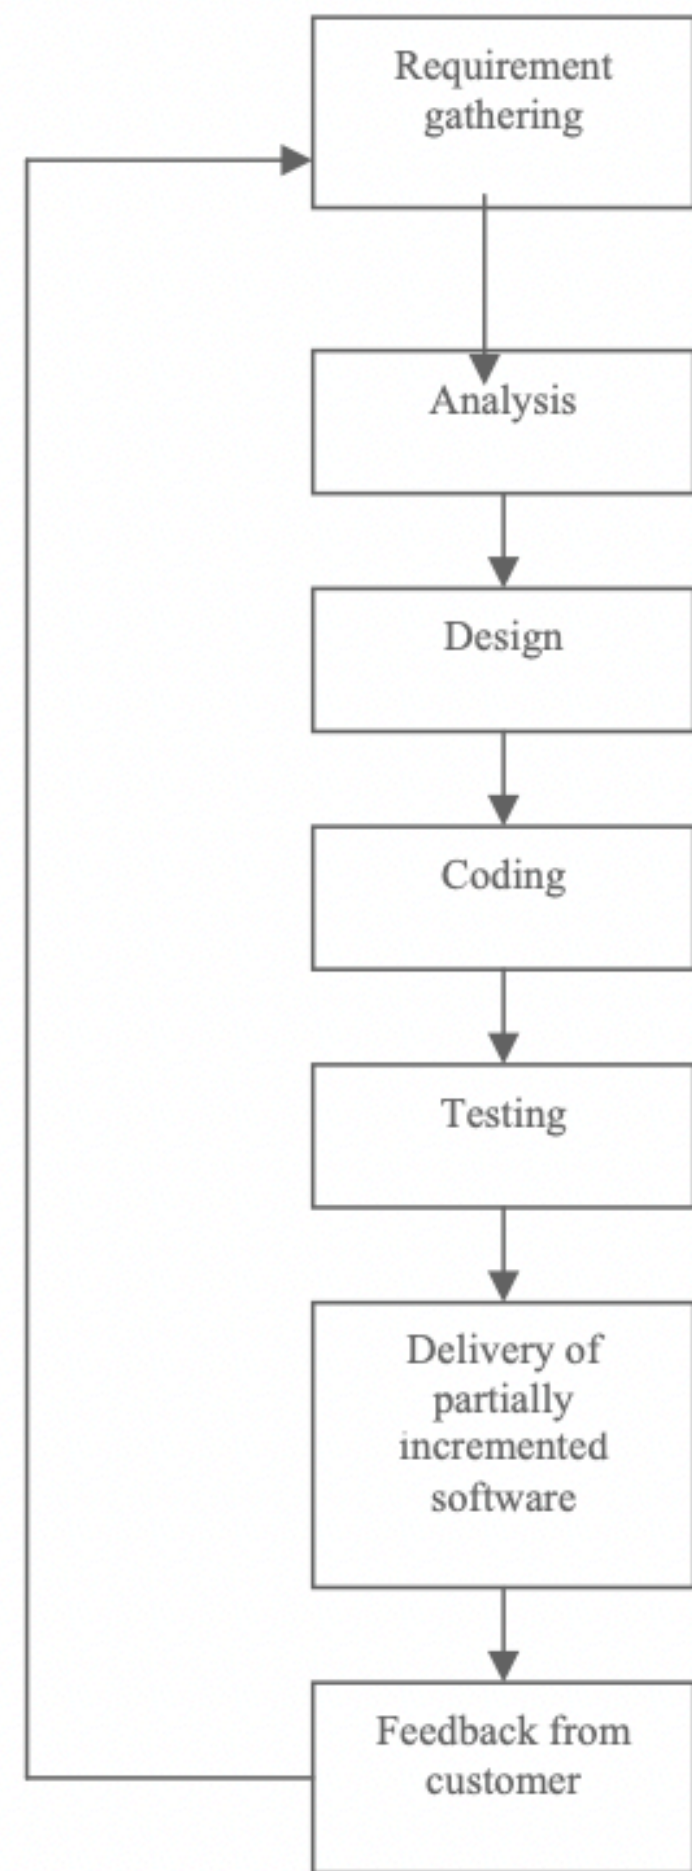 Requirement
gathering
Analysis
Design
Coding
Testing
Delivery of
partially
incremented
software
Feedback from
customer